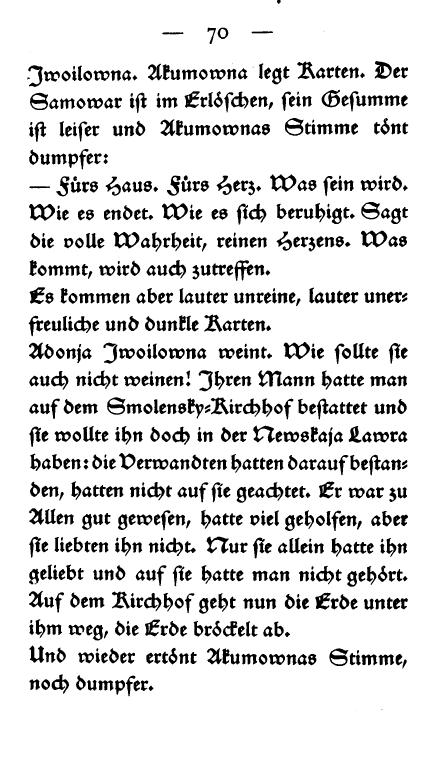 — 70 —
Jwoilowna. Akumowna legt Karten. Der
Samowar ist im Erlöschen, sein Gesumme
ist leiser und Akumownas Stimme tönt
dumpfer:
— Fürs Haus. Fürs Herz. Was sein wird.
Wie es endet. Wie es sich beruhigt. Sagt
die volle Wahrheit, reinen Herzens. Was
kommt, wird auch zutreffen.
Es kommen aber lauter unreine, lauter uner-
freuliche und dunkle Karten.
Adonja Jwoilowna weint. Wie sollte sie
auch nicht weinen! Ihren Mann hatte man
auf dem Smolensky-Kirchhof bestattet und
sie wollte ihn doch in der Newskaja Lawra
haben: die Verwandten hatten darauf bestan-
den, hatten nicht auf sie geachtet. Er war zu
Allen gut gewesen, hatte viel geholfen, aber
sie liebten ihn nicht. Nur sie allein hatte ihn
geliebt und auf sie hatte man nicht gehört.
Auf dem Kirchhof geht nun die Erde unter
ihm weg, die Erde bröckelt ab.
Und wieder ertönt Akumownas Stimme,
noch dumpfer.